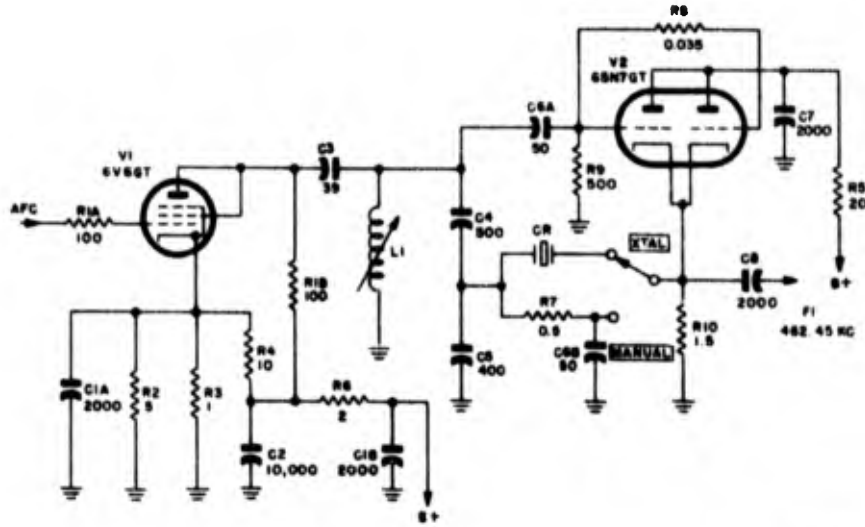 R8
0.035
V2
6SN7GT
C6A
50
C7
2000
V1
6V6GT
C3
39
R9
500
R5
20
AFC
R1A
100
C4
500
CR
XTAL
L1
C8
2000
B+
R1B
100
R7
0.5
F1
462.45 KC
R10
1.5
R4
10
C5
400
C6B
50
MANUAL
C1A
2000
R2
5
R3
1
R6
2
C2
10,000
C1B
2000
B+